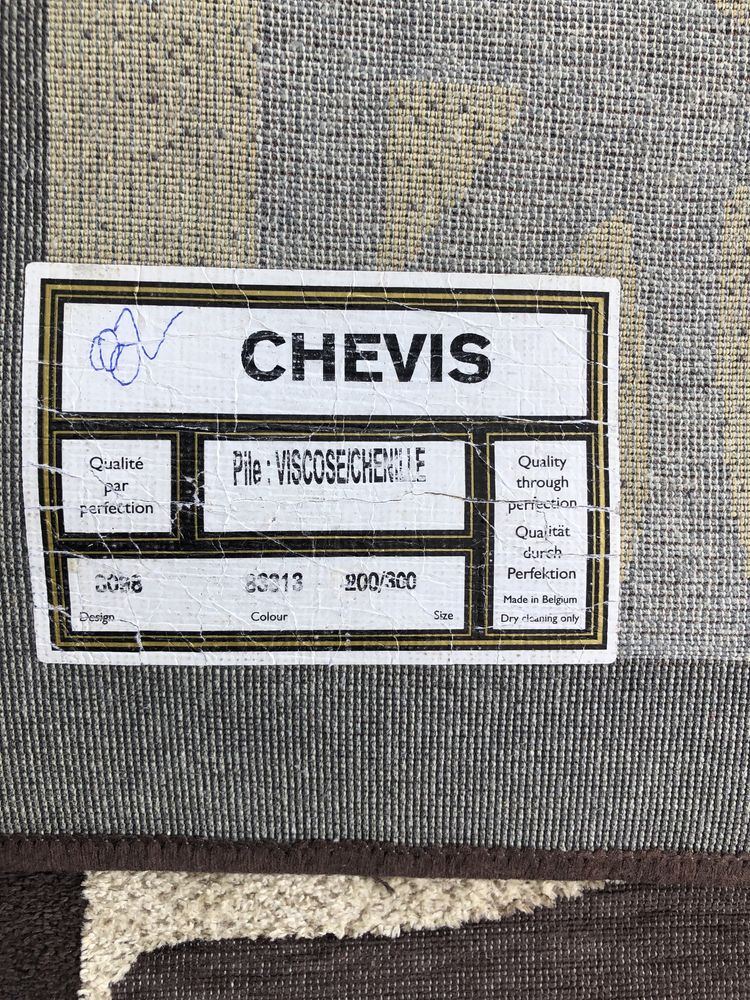 CHEVIS
Qualité
par
perfection
Pile : VISCOSE/CHENILLE
Quality
through
perfection
Qualität
durch
Perfektion
Made in Belgium
Dry cleaning only
200/300
Design
Colour
Size